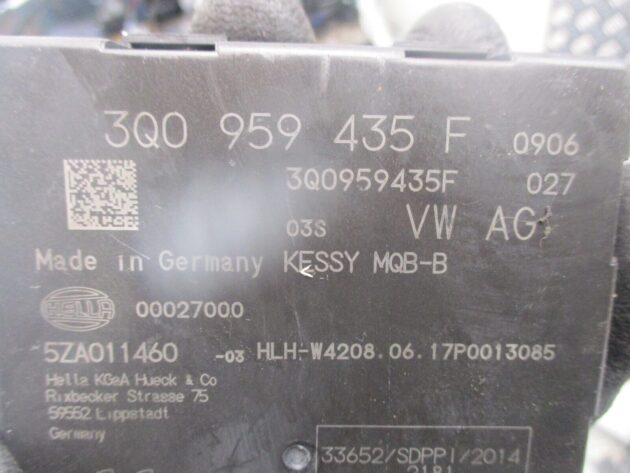 3Q0 959 435 F 0906
3Q0959435F 027
03S VW AG
Made in Germany KESSY MQB-B
HELLA 00027000
5ZA011460 -03 HLH-W4208.06.17P0013085
Hella KGaA Hueck & Co
Rixbecker Strasse 75
59552 Lippstadt
Germany
33652/SDPPI/2014
2181